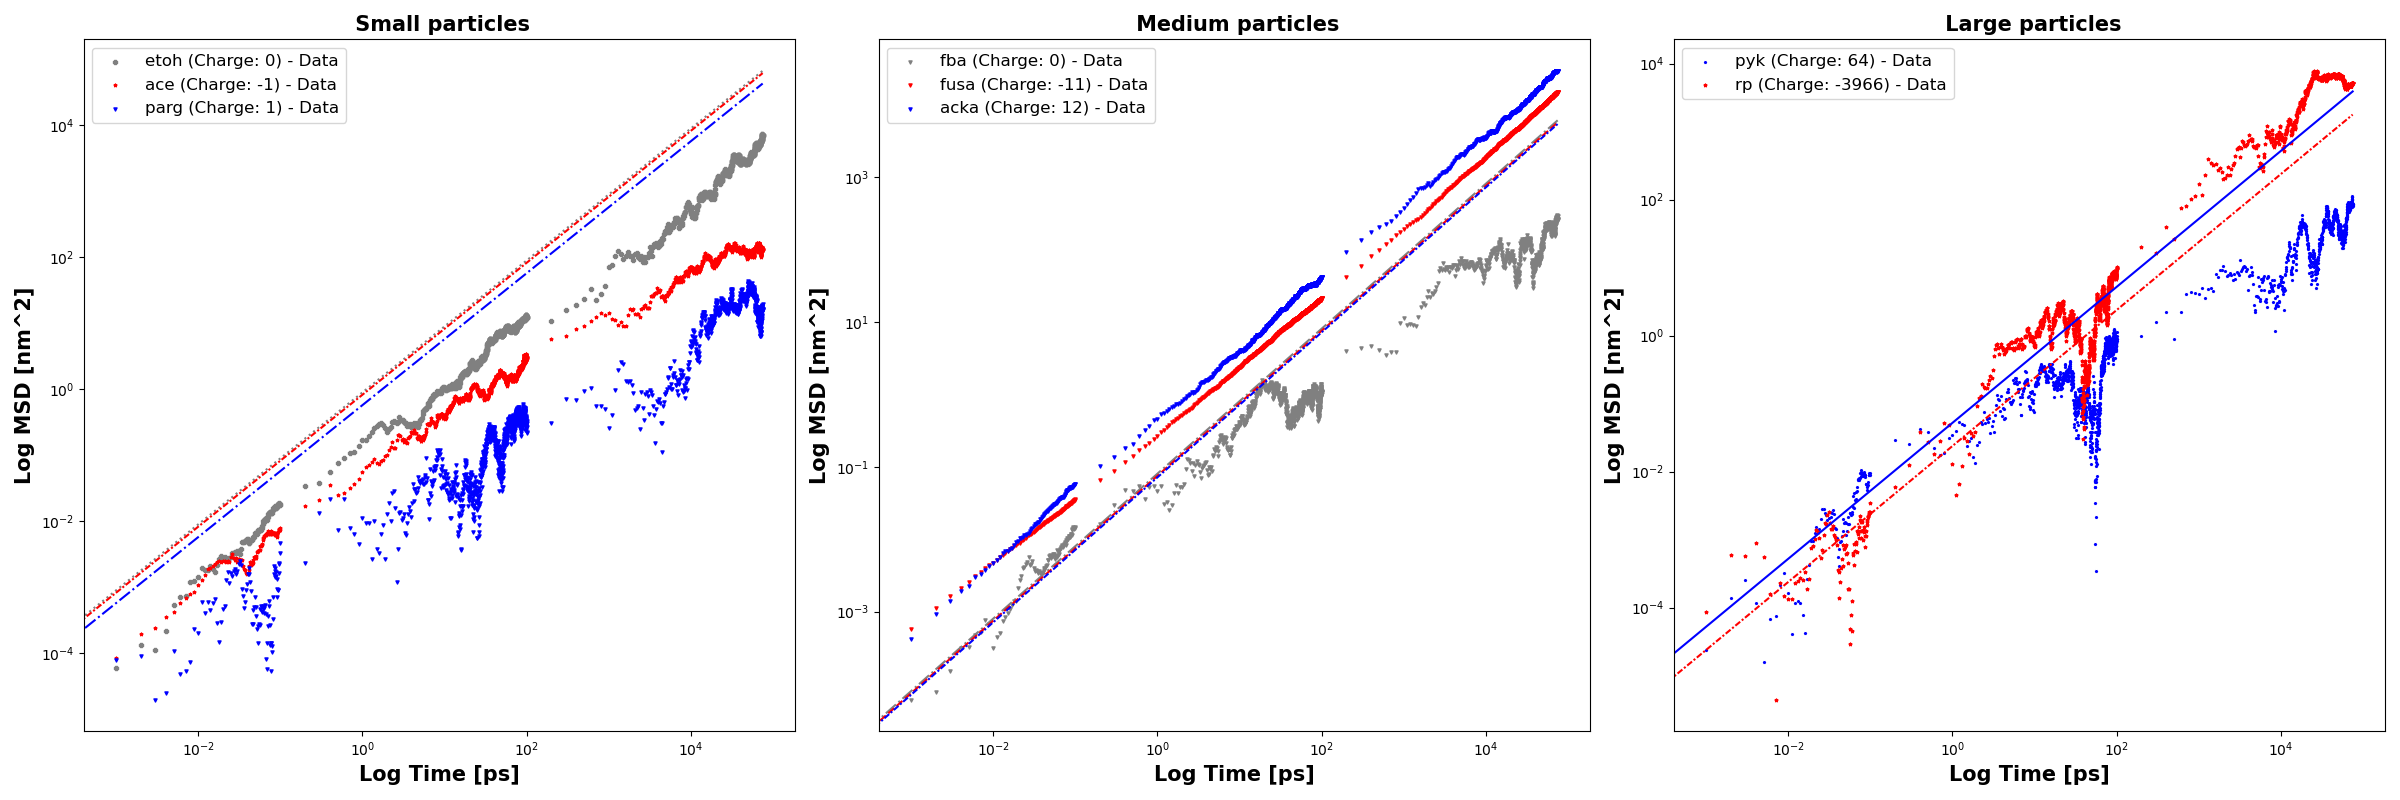 Small particles
etoh (Charge: 0) - Data
ace (Charge: -1) - Data
parg (Charge: 1) - Data
Log MSD [nm^2]
10^4
10^2
10^0
10^-2
10^-4
10^-2
10^0
10^2
10^4
Log Time [ps]
Medium particles
fba (Charge: 0) - Data
fusa (Charge: -11) - Data
acka (Charge: 12) - Data
Log MSD [nm^2]
10^3
10^1
10^-1
10^-3
10^-2
10^0
10^2
10^4
Log Time [ps]
Large particles
pyk (Charge: 64) - Data
rp (Charge: -3966) - Data
Log MSD [nm^2]
10^4
10^2
10^0
10^-2
10^-4
10^-2
10^0
10^2
10^4
Log Time [ps]